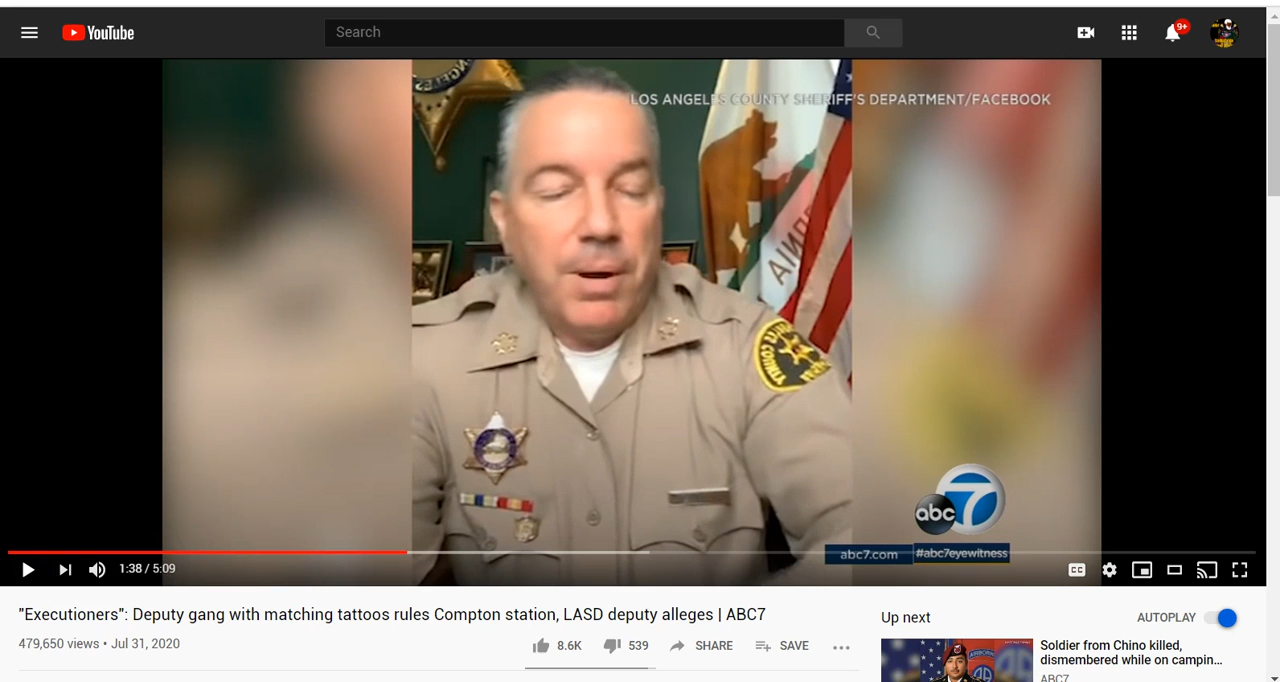 YouTube
Search
9+
LOS ANGELES COUNTY SHERIFF'S DEPARTMENT/FACEBOOK
abc 7
abc7.com #abc7eyewitness
1:38 / 5:09
CC
"Executioners": Deputy gang with matching tattoos rules Compton station, LASD deputy alleges | ABC7
479,650 views • Jul 31, 2020
8.6K 539 SHARE SAVE
Up next
AUTOPLAY
Soldier from Chino killed,
dismembered while on campin...
ABC7